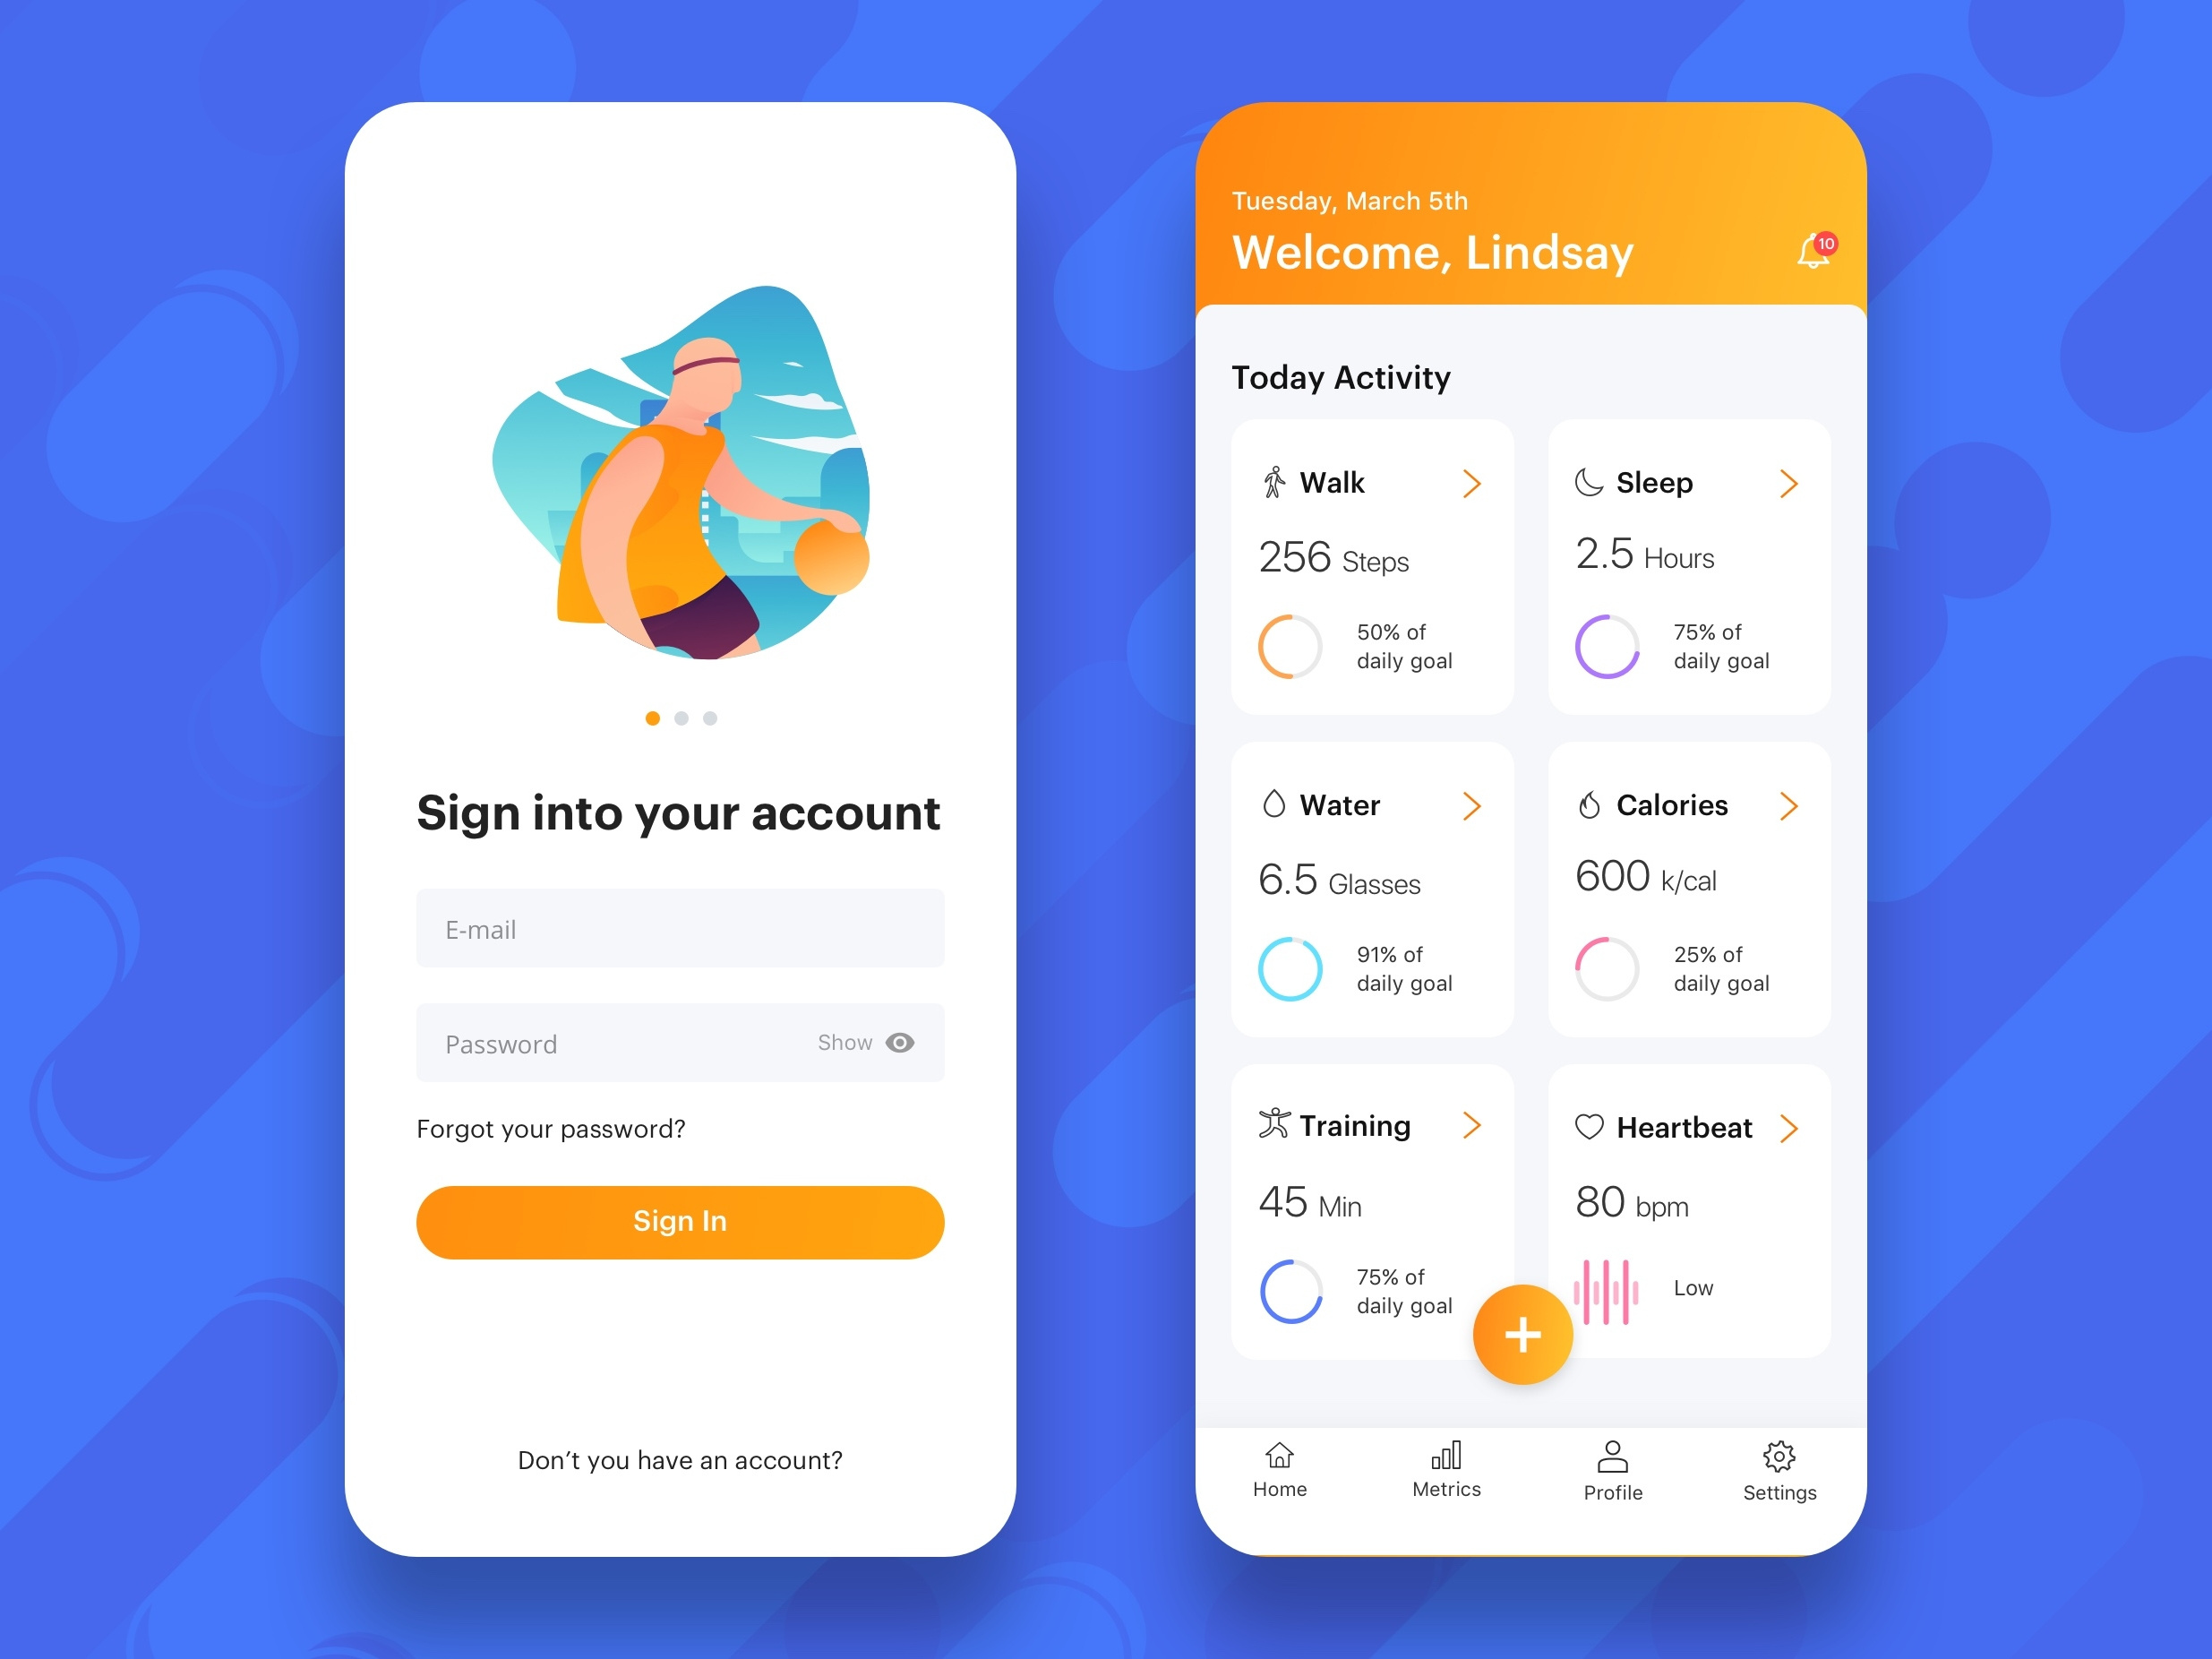 Sign into your account
E-mail
Password
Show
Forgot your password?
Sign In
Don’t you have an account?
Tuesday, March 5th
Welcome, Lindsay
10
Today Activity
Walk
256 Steps
50% of
daily goal
Sleep
2.5 Hours
75% of
daily goal
Water
6.5 Glasses
91% of
daily goal
Calories
600 k/cal
25% of
daily goal
Training
45 Min
75% of
daily goal
Heartbeat
80 bpm
Low
Home
Metrics
Profile
Settings